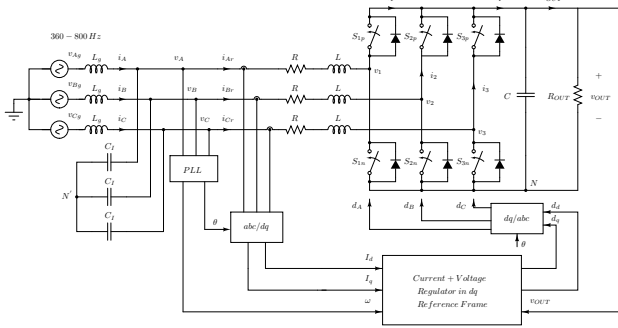 360 − 800 Hz
v_Ag L_g i_A v_A i_Ar R L
v_Bg L_g i_B v_B i_Br R L
v_Cg L_g i_C v_C i_Cr R L
S_1p S_2p S_3p
v_1 i_2 i_3
v_2
v_3
C R_OUT + v_OUT −
S_1n S_2n S_3n
N
C_I
C_I
C_I
N'
PLL
θ
abc/dq
d_A d_B d_C
dq/abc
d_d
d_q
θ
I_d
I_q
ω
Current + Voltage
Regulator in dq
Reference Frame
v_OUT